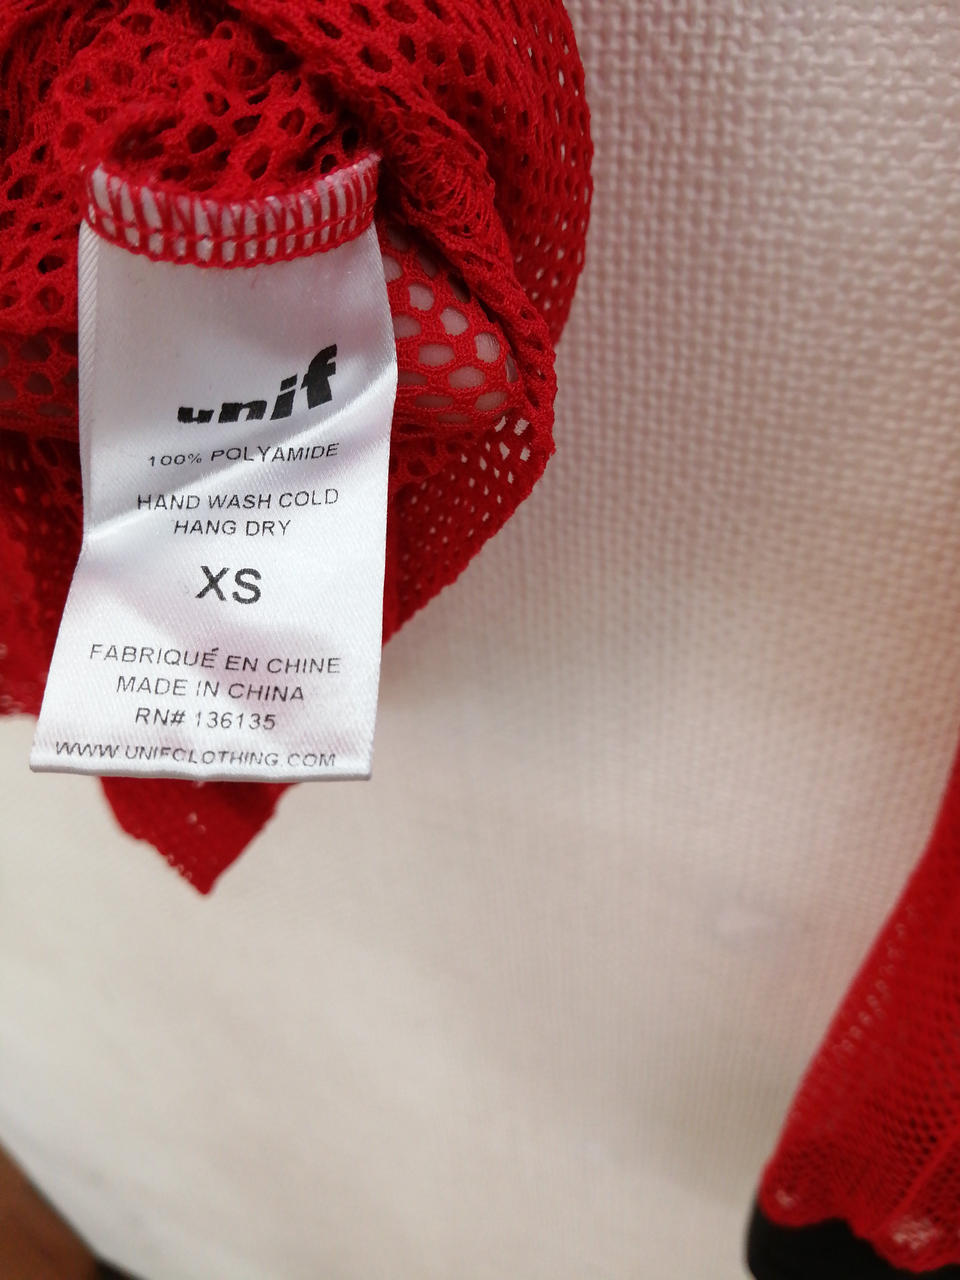 unif
100% POLYAMIDE
HAND WASH COLD
HANG DRY
XS
FABRIQUÉ EN CHINE
MADE IN CHINA
RN# 136135
WWW.UNIFCLOTHING.COM